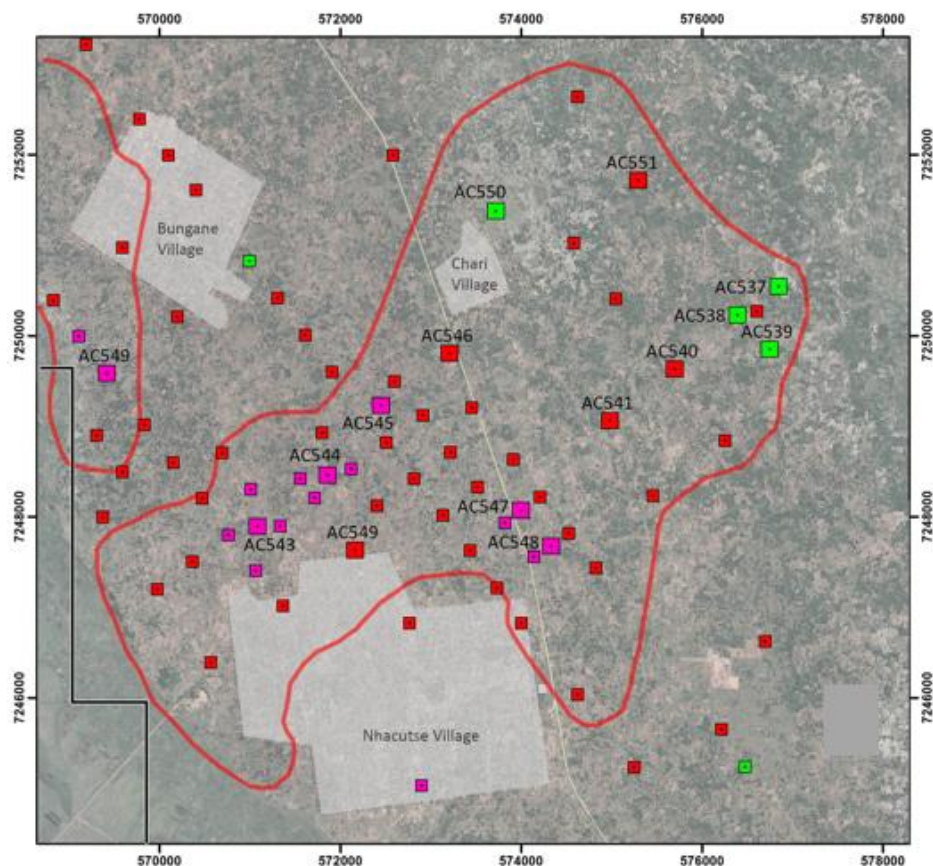 570000 572000 574000 576000 578000
7252000
7252000
AC551
AC550
Bungane
Village
Chari
Village
AC537
AC538
AC539
7250000
7250000
AC546
AC549
AC540
AC545
AC541
AC544
7248000
7248000
AC547
AC543
AC549
AC548
7246000
7246000
Nhacutse Village
570000 572000 574000 576000 578000